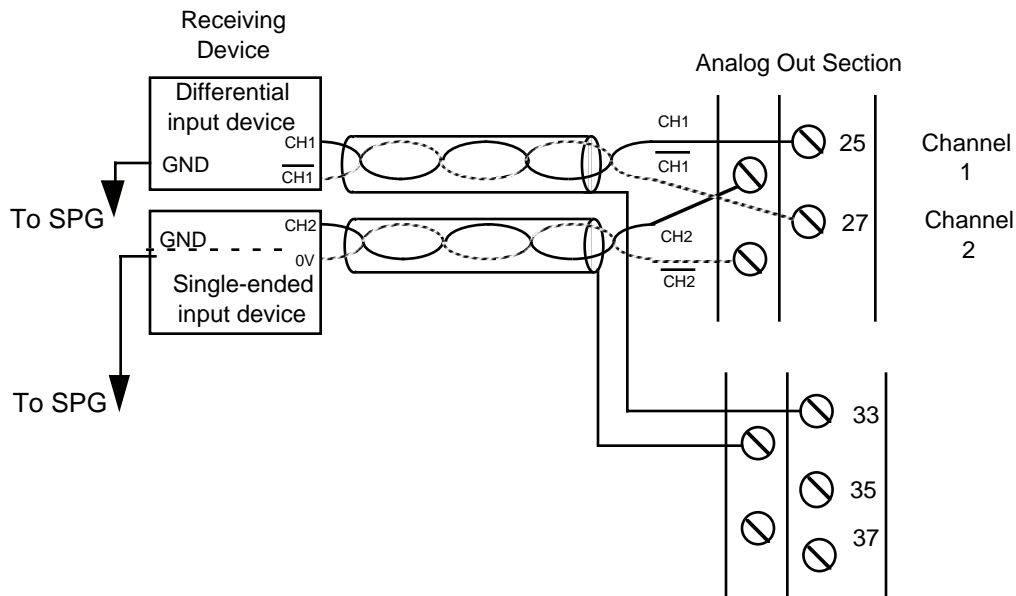 Receiving
Device
Analog Out Section
Differential
input device
CH1
CH1
GND
To SPG
CH1
CH1
25
Channel
1
GND
CH2
0V
Single-ended
input device
To SPG
CH2
CH2
27
Channel
2
33
35
37